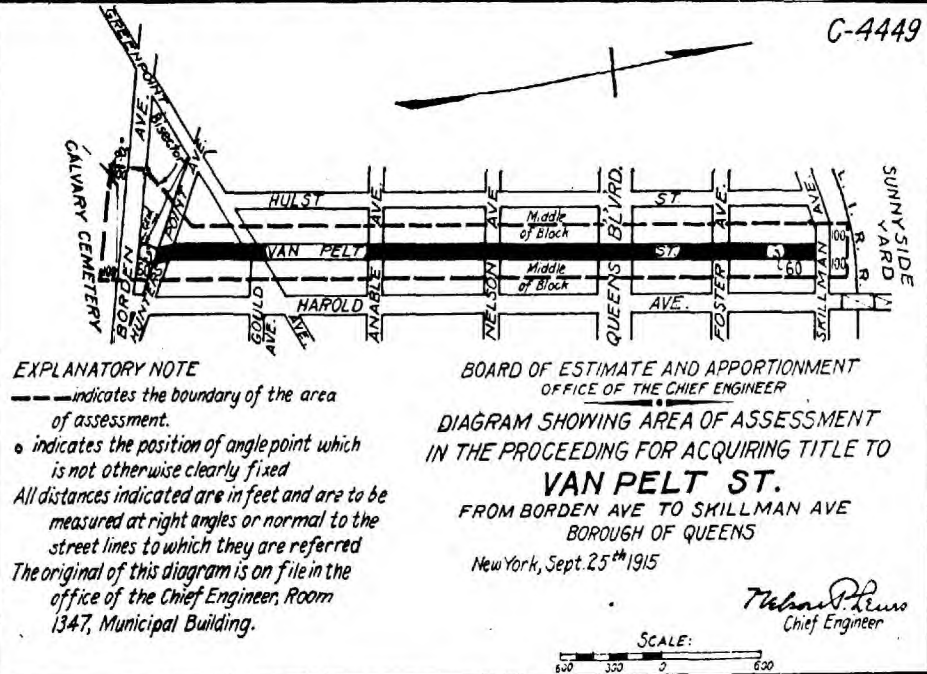 C-4449
GREENPOINT
AVE.
Bisector
AVE.
CALVARY CEMETERY
BORDEN
HUNTERS
POINT
HULST
ST.
AVE.
AVE
BLVRD.
AVE.
AVE.
L. I. R. R.
SUNNYSIDE
YARD
Middle
of Block
VAN PELT
ST.
60
100
100
Middle
of Block
HAROLD
AVE.
GOULD
AVE.
AVE.
ANABLE
NELSON
QUEENS
FOSTER
SKILLMAN
EXPLANATORY NOTE
indicates the boundary of the area
of assessment.
indicates the position of angle point which
is not otherwise clearly fixed
All distances indicated are in feet and are to be
measured at right angles or normal to the
street lines to which they are referred
The original of this diagram is on file in the
office of the Chief Engineer, Room
1347, Municipal Building.
BOARD OF ESTIMATE AND APPORTIONMENT
OFFICE OF THE CHIEF ENGINEER
DIAGRAM SHOWING AREA OF ASSESSMENT
IN THE PROCEEDING FOR ACQUIRING TITLE TO
VAN PELT ST.
FROM BORDEN AVE TO SKILLMAN AVE
BOROUGH OF QUEENS
New York, Sept. 25th 1915
Nelson P. Lewis
Chief Engineer
SCALE:
600 300 0 600